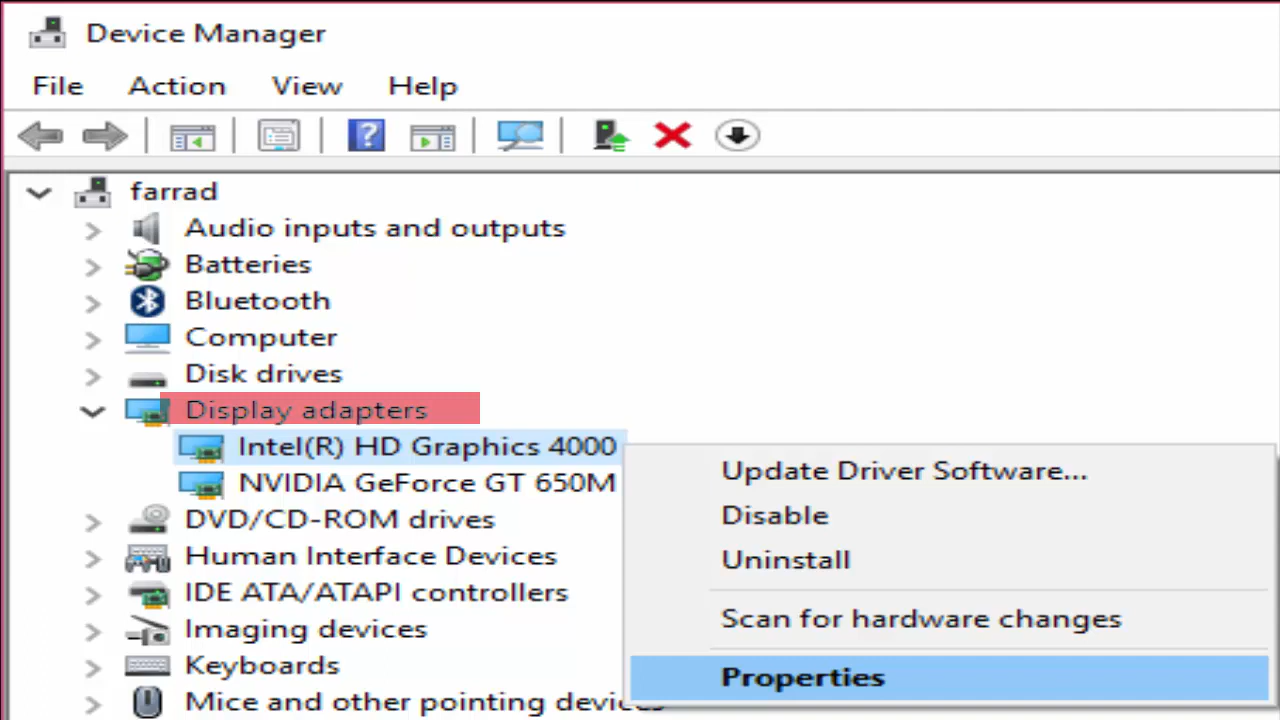 Device Manager
File Action View Help
farrad
Audio inputs and outputs
Batteries
Bluetooth
Computer
Disk drives
Display adapters
Intel(R) HD Graphics 4000
NVIDIA GeForce GT 650M
DVD/CD-ROM drives
Human Interface Devices
IDE ATA/ATAPI controllers
Imaging devices
Keyboards
Mice and other pointing devices
Update Driver Software...
Disable
Uninstall
Scan for hardware changes
Properties